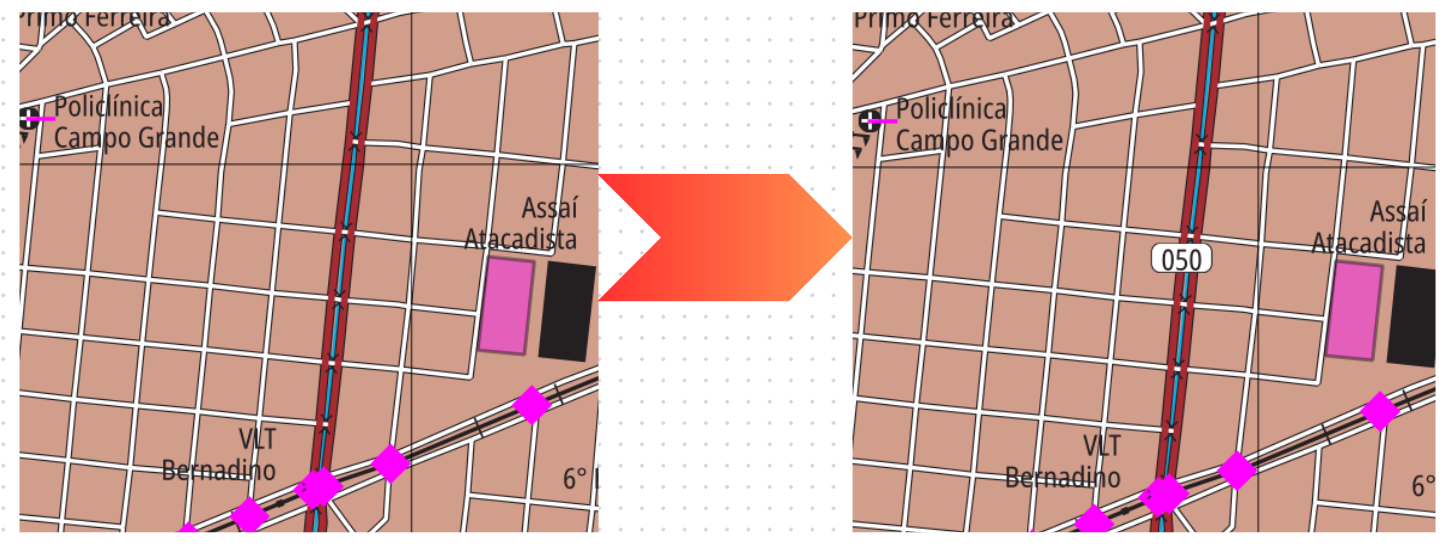 Primo Ferreira
Policlínica
Campo Grande
Assaí
Atacadista
VLT
Bernadino
6°
Primo Ferreira
Policlínica
Campo Grande
Assaí
Atacadista
050
VLT
Bernadino
6°